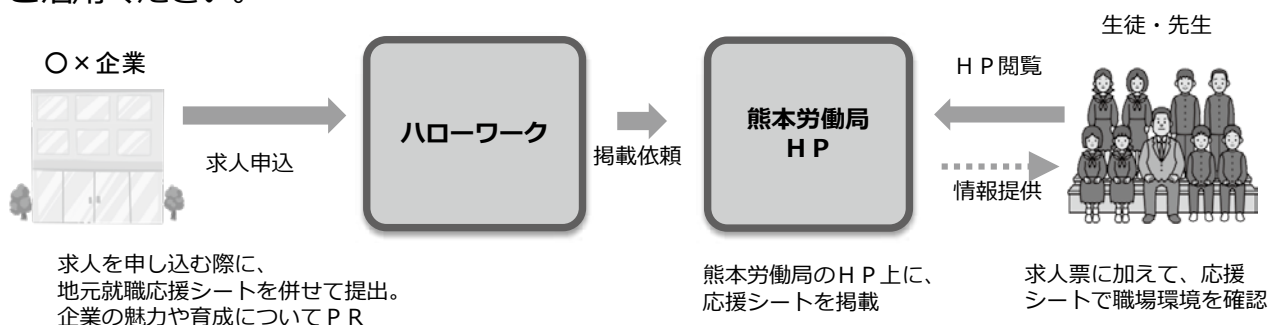 ご活用ください。
生徒・先生
〇×企業
ＨＰ閲覧
ハローワーク
熊本労働局
ＨＰ
求人申込
掲載依頼
情報提供
求人を申し込む際に、
地元就職応援シートを併せて提出。
企業の魅力や育成についてＰＲ
熊本労働局のＨＰ上に、
応援シートを掲載
求人票に加えて、応援
シートで職場環境を確認